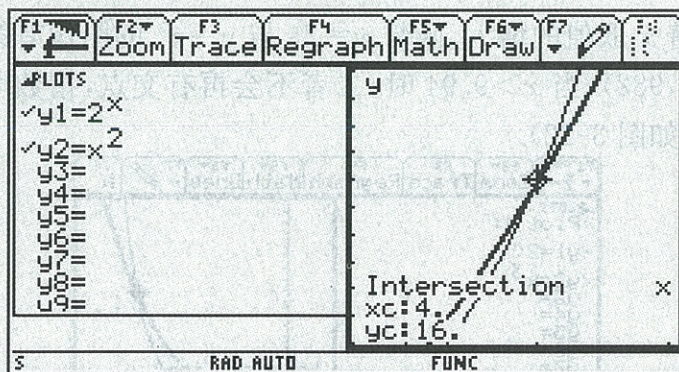 F1 F2 Zoom F3 Trace F4 Regraph F5 Math F6 Draw F7
PLOTS
✓y1=2^x
✓y2=x^2
y3=
y4=
y5=
y6=
y7=
y8=
y9=
y
Intersection x
xc:4.
yc:16.
S RAD AUTO FUNC